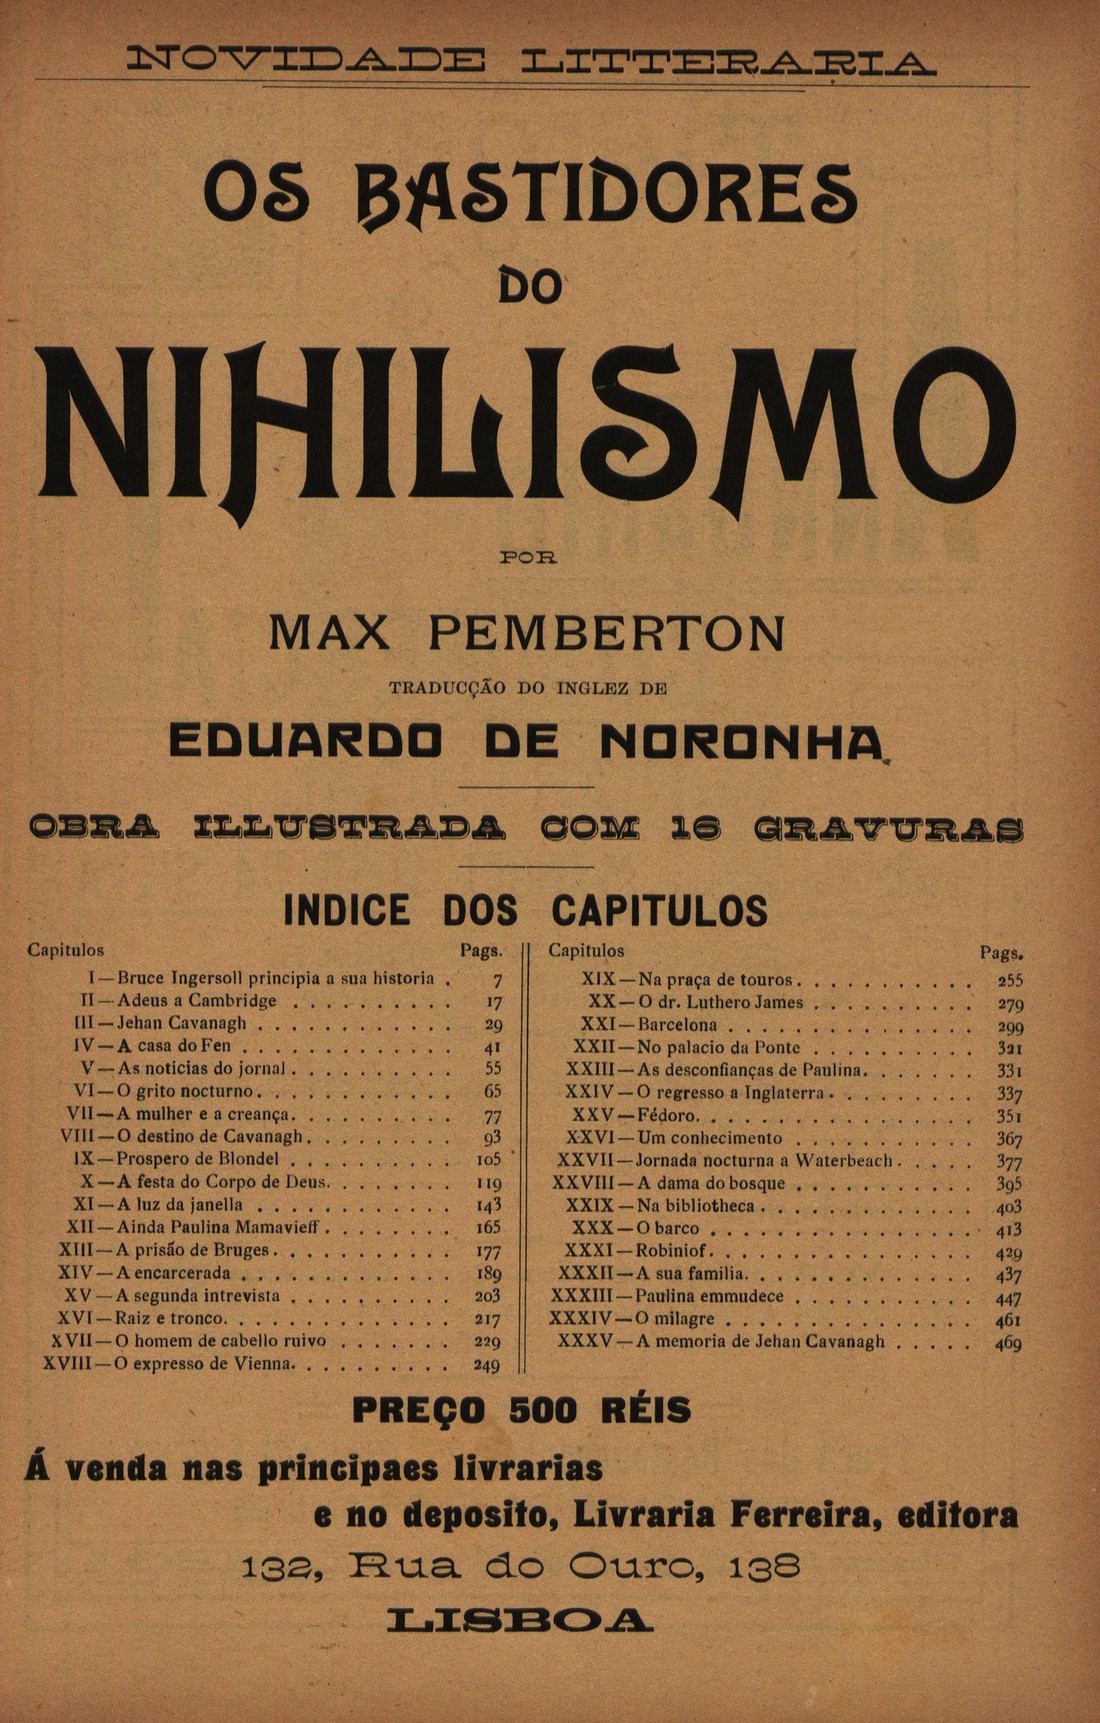 NOVIDADE LITTERARIA
OS BASTIDORES
DO
NIHILISMO
POR
MAX PEMBERTON
TRADUCÇÃO DO INGLEZ DE
EDUARDO DE NORONHA
OBRA ILLUSTRADA COM 16 GRAVURAS
INDICE DOS CAPITULOS
Capitulos Pags.
I—Bruce Ingersoll principia a sua historia . 7
II—Adeus a Cambridge . . . . . . . . . . 17
III—Jehan Cavanagh . . . . . . . . . . . . 29
IV—A casa do Fen . . . . . . . . . . . . . 41
V—As noticias do jornal . . . . . . . . . . 55
VI—O grito nocturno. . . . . . . . . . . . 65
VII—A mulher e a creança. . . . . . . . . . 77
VIII—O destino de Cavanagh. . . . . . . . . 93
IX—Prospero de Blondel . . . . . . . . . . 105
X—A festa do Corpo de Deus. . . . . . . . 119
XI—A luz da janella . . . . . . . . . . . . 143
XII—Ainda Paulina Mamavieff . . . . . . . . 165
XIII—A prisão de Bruges. . . . . . . . . . . 177
XIV—A encarcerada . . . . . . . . . . . . . 189
XV—A segunda intrevista . . . . . . . . . . 203
XVI—Raiz e tronco. . . . . . . . . . . . . . 217
XVII—O homem de cabello ruivo . . . . . . . 229
XVIII—O expresso de Vienna. . . . . . . . . 249
Capitulos Pags.
XIX—Na praça de touros. . . . . . . . . . . 255
XX—O dr. Luthero James . . . . . . . . . . 279
XXI—Barcelona . . . . . . . . . . . . . . . 299
XXII—No palacio da Ponte . . . . . . . . . . 321
XXIII—As desconfianças de Paulina. . . . . . . 331
XXIV—O regresso a Inglaterra . . . . . . . . . 337
XXV—Fédoro. . . . . . . . . . . . . . . . . 351
XXVI—Um conhecimento . . . . . . . . . . . 367
XXVII—Jornada nocturna a Waterbeach . . . . . 377
XXVIII—A dama do bosque . . . . . . . . . . . 395
XXIX—Na bibliotheca . . . . . . . . . . . . . 403
XXX—O barco . . . . . . . . . . . . . . . . 413
XXXI—Robiniof. . . . . . . . . . . . . . . . 429
XXXII—A sua familia. . . . . . . . . . . . . . 437
XXXIII—Paulina emmudece . . . . . . . . . . . 447
XXXIV—O milagre . . . . . . . . . . . . . . . 461
XXXV—A memoria de Jehan Cavanagh . . . . . 469
PREÇO 500 RÉIS
Á venda nas principaes livrarias
e no deposito, Livraria Ferreira, editora
132, Rua do Ouro, 138
LISBOA